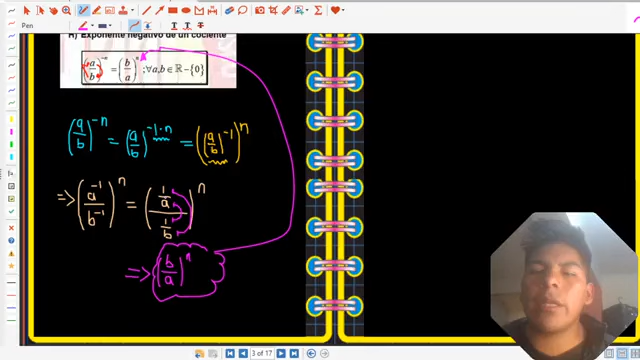 Pen
H) Exponente negativo de un cociente
(a/b)^-n = (b/a)^n ;∀a,b ∈ ℝ-{0}
(a/b)^-n = (a/b)^-1·n = ((a/b)^-1)^n
=> (a^-1/b^-1)^n = ((1/a)/(1/b))^n
=> (b/a)^n
3 of 17